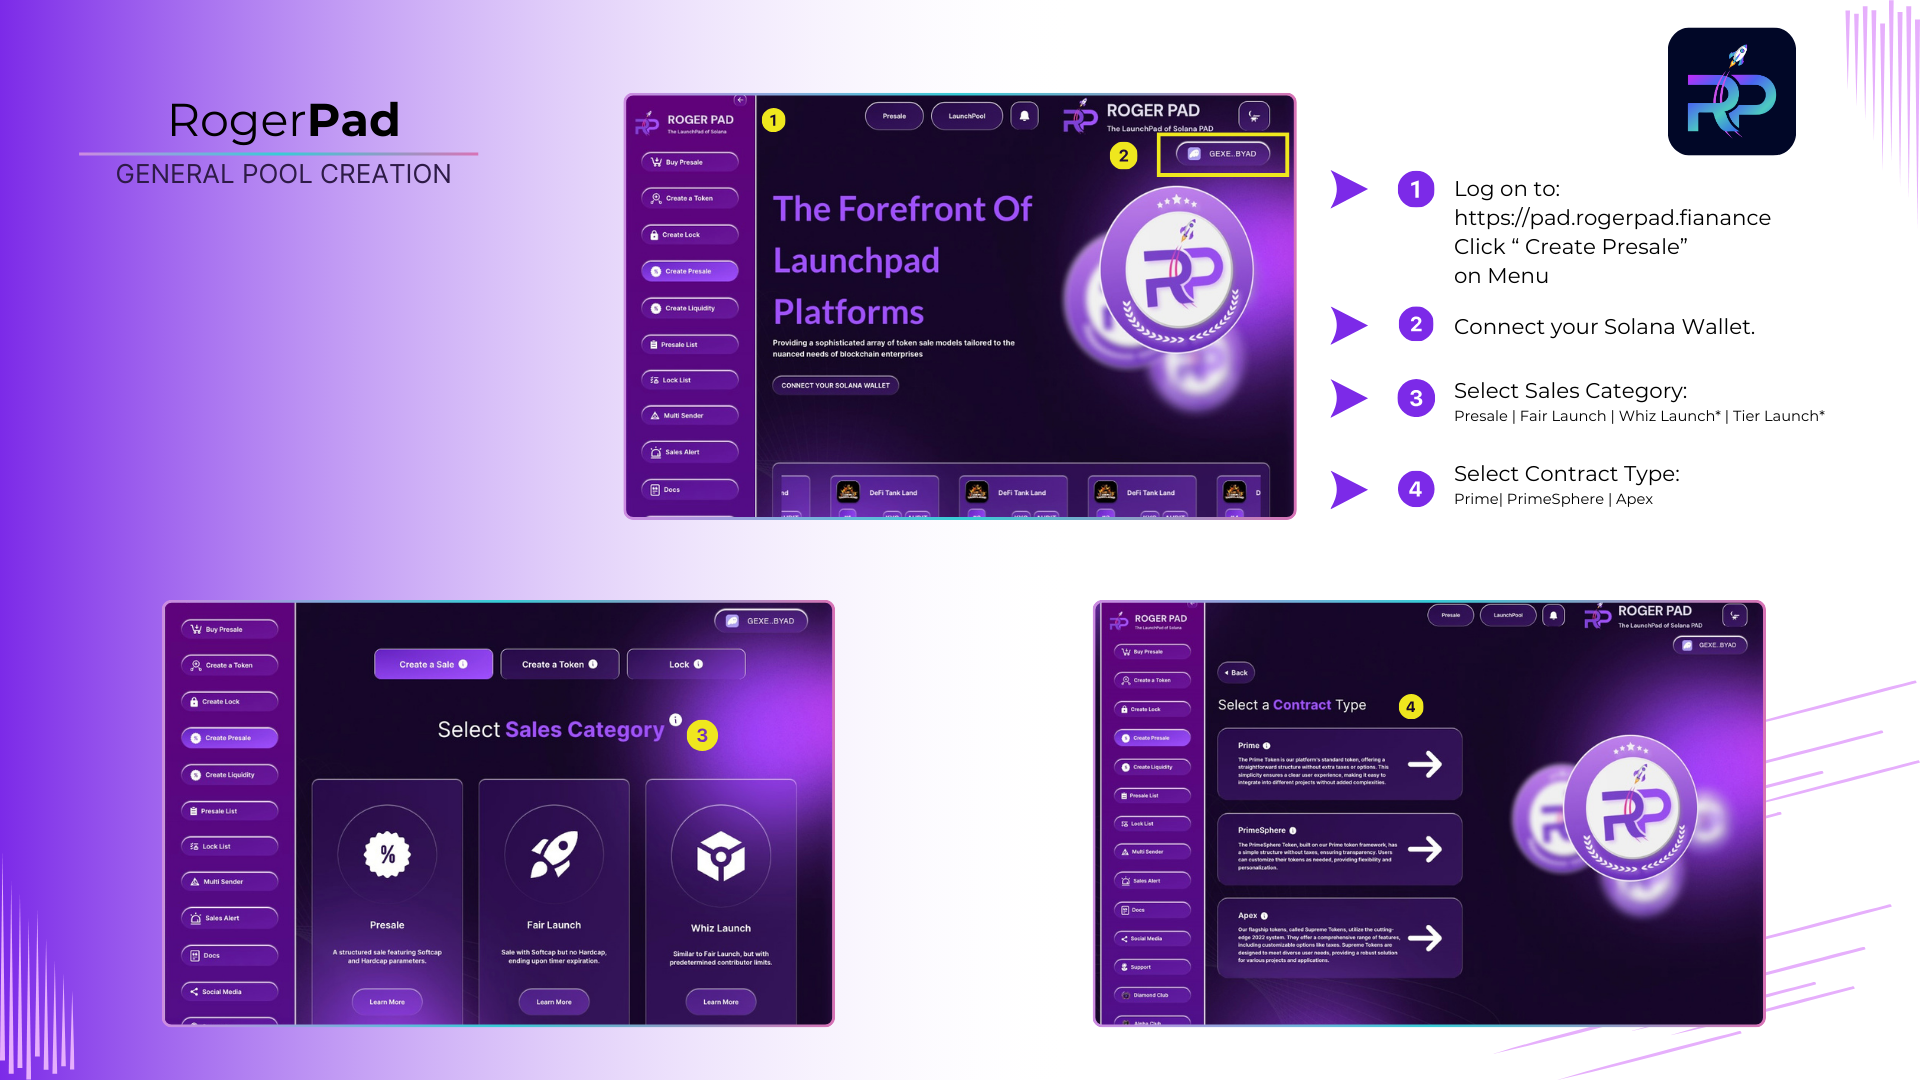 RogerPad
GENERAL POOL CREATION
ROGER PAD
The LaunchPad of Solana
Buy Presale
Create a Token
Create Lock
Create Presale
Create Liquidity
Presale List
Lock List
Multi Sender
Sales Alert
Docs
1
Presale
LaunchPool
ROGER PAD
The LaunchPad of Solana PAD
2
GEXE..BYAD
The Forefront Of
Launchpad
Platforms
Providing a sophisticated array of token sale models tailored to the
nuanced needs of blockchain enterprises
CONNECT YOUR SOLANA WALLET
nd
DeFi Tank Land
DeFi Tank Land
DeFi Tank Land
D
RP
1
Log on to:
https://pad.rogerpad.fianance
Click “ Create Presale”
on Menu
2
Connect your Solana Wallet.
3
Select Sales Category:
Presale | Fair Launch | Whiz Launch* | Tier Launch*
4
Select Contract Type:
Prime| PrimeSphere | Apex
Buy Presale
Create a Token
Create Lock
Create Presale
Create Liquidity
Presale List
Lock List
Multi Sender
Sales Alert
Docs
Social Media
GEXE..BYAD
Create a Sale
Create a Token
Lock
Select Sales Category
3
Presale
A structured sale featuring Softcap
and Hardcap parameters.
Learn More
Fair Launch
Sale with Softcap but no Hardcap,
ending upon timer expiration.
Learn More
Whiz Launch
Similar to Fair Launch, but with
predetermined contributor limits.
Learn More
ROGER PAD
The LaunchPad of Solana
Buy Presale
Create a Token
Create Lock
Create Presale
Create Liquidity
Presale List
Lock List
Multi Sender
Sales Alert
Docs
Social Media
Support
Diamond Club
Alpha Club
Presale
LaunchPool
ROGER PAD
The LaunchPad of Solana PAD
GEXE..BYAD
Back
Select a Contract Type
4
Prime
The Prime Token is our platform's standard token, offering a
straightforward structure without extra taxes or options. This
simplicity ensures a clear user experience, making it easy to
integrate into different projects without added complexities.
PrimeSphere
The PrimeSphere Token, built on our Prime token framework, has
a simple structure without taxes, ensuring transparency. Users
can customize their tokens as needed, providing flexibility and
personalization.
Apex
Our flagship tokens, called Supreme Tokens, utilize the cutting-
edge 2022 system. They offer a comprehensive range of features,
including customizable options like taxes. Supreme Tokens are
designed to meet diverse user needs, providing a robust solution
for various projects and applications.
RP